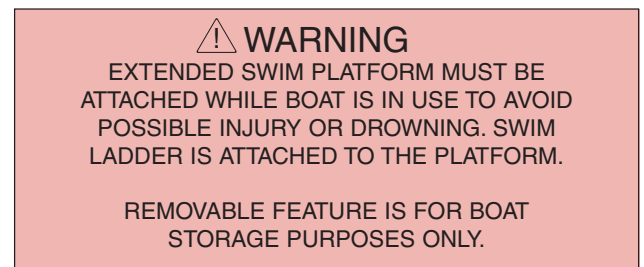 ⚠ WARNING
EXTENDED SWIM PLATFORM MUST BE
ATTACHED WHILE BOAT IS IN USE TO AVOID
POSSIBLE INJURY OR DROWNING. SWIM
LADDER IS ATTACHED TO THE PLATFORM.
REMOVABLE FEATURE IS FOR BOAT
STORAGE PURPOSES ONLY.